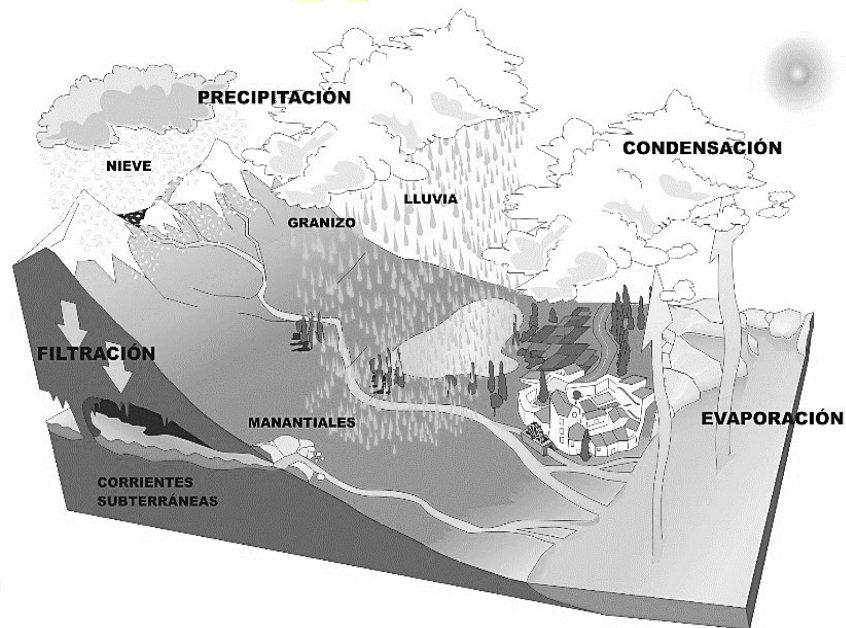 PRECIPITACIÓN
CONDENSACIÓN
NIEVE
LLUVIA
GRANIZO
FILTRACIÓN
EVAPORACIÓN
MANANTIALES
CORRIENTES
SUBTERRÁNEAS